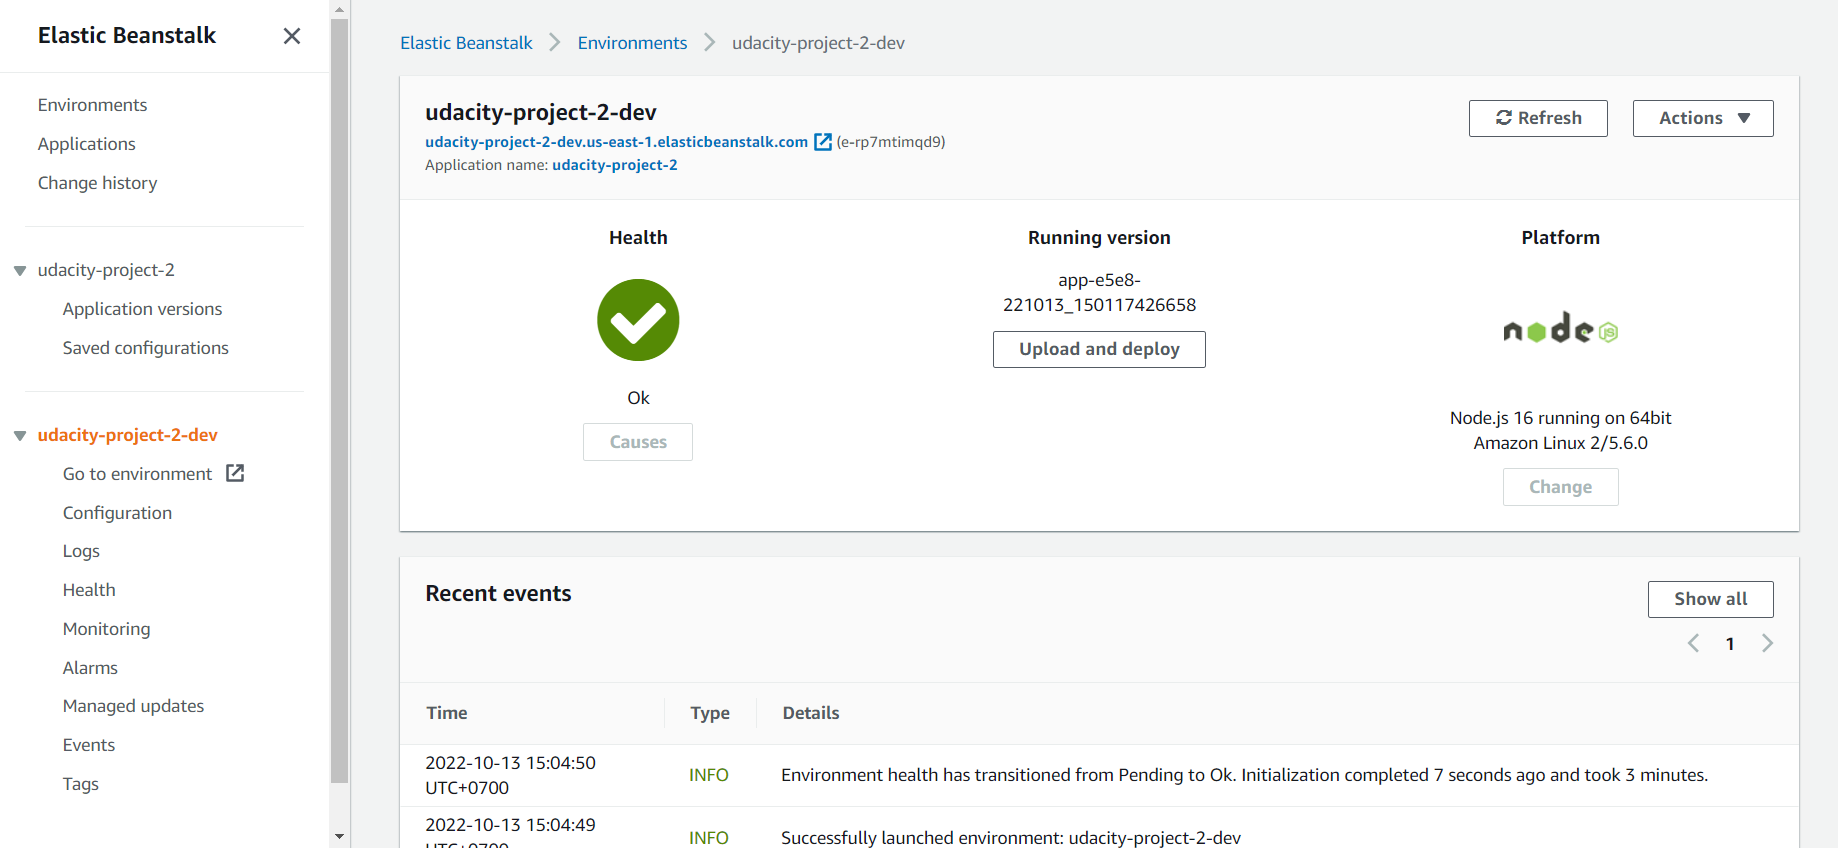 Elastic Beanstalk
Environments
Applications
Change history
udacity-project-2
Application versions
Saved configurations
udacity-project-2-dev
Go to environment
Configuration
Logs
Health
Monitoring
Alarms
Managed updates
Events
Tags
Elastic Beanstalk > Environments > udacity-project-2-dev
udacity-project-2-dev
udacity-project-2-dev.us-east-1.elasticbeanstalk.com (e-rp7mtimqd9)
Application name: udacity-project-2
Refresh
Actions
Health
Ok
Causes
Running version
app-e5e8-
221013_150117426658
Upload and deploy
Platform
node JS
Node.js 16 running on 64bit
Amazon Linux 2/5.6.0
Change
Recent events
Show all
1
Time Type Details
2022-10-13 15:04:50
UTC+0700
INFO
Environment health has transitioned from Pending to Ok. Initialization completed 7 seconds ago and took 3 minutes.
2022-10-13 15:04:49
UTC+0700
INFO
Successfully launched environment: udacity-project-2-dev